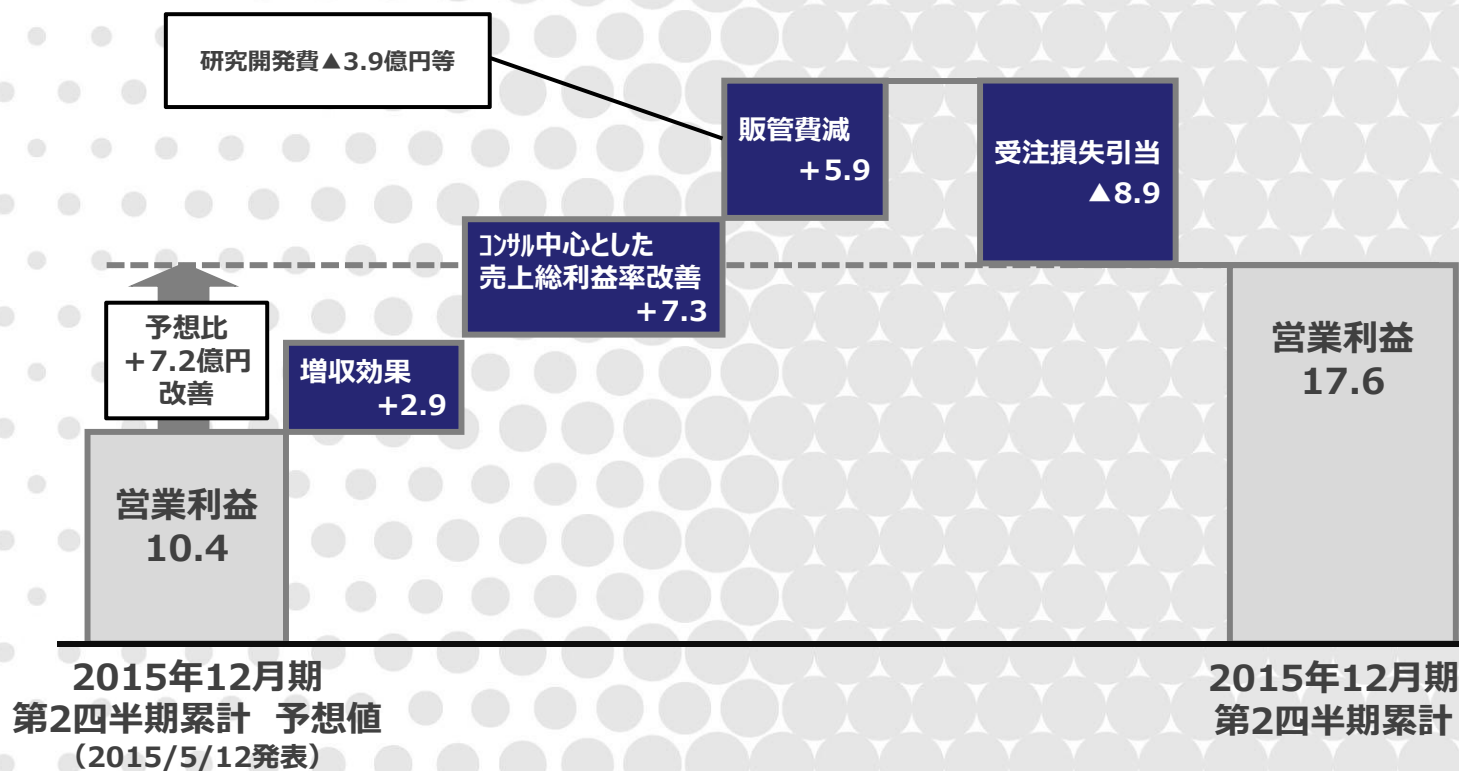 研究開発費▲3.9億円等
販管費減
+5.9
受注損失引当
▲8.9
ｺﾝｻﾙ中心とした
売上総利益率改善
+7.3
予想比
+7.2億円
改善
増収効果
+2.9
営業利益
10.4
営業利益
17.6
2015年12月期
第2四半期累計 予想値
（2015/5/12発表）
2015年12月期
第2四半期累計